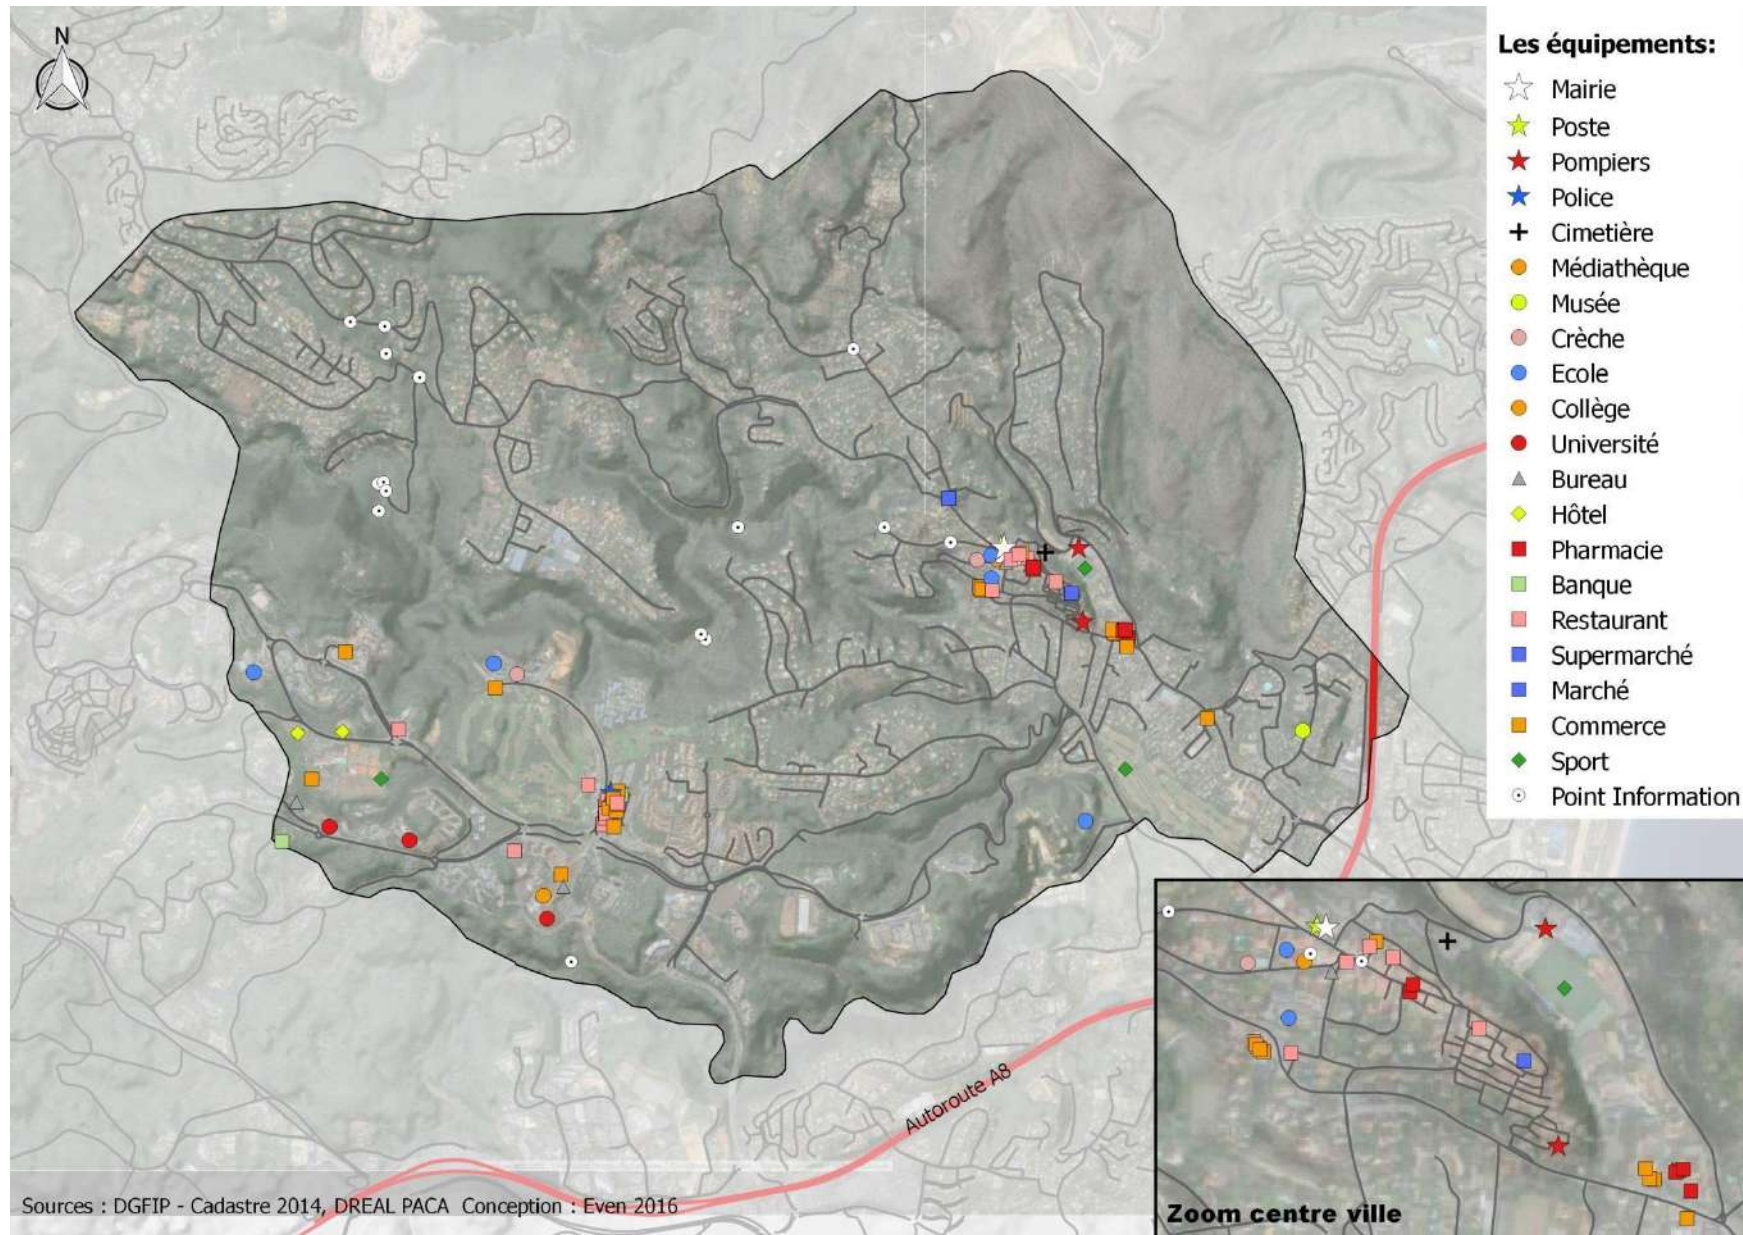 N
Les équipements:
Mairie
Poste
Pompiers
Police
Cimetière
Médiathèque
Musée
Crèche
Ecole
Collège
Université
Bureau
Hôtel
Pharmacie
Banque
Restaurant
Supermarché
Marché
Commerce
Sport
Point Information
Autoroute A8
Sources : DGFIP - Cadastre 2014, DREAL PACA Conception : Even 2016
Zoom centre ville